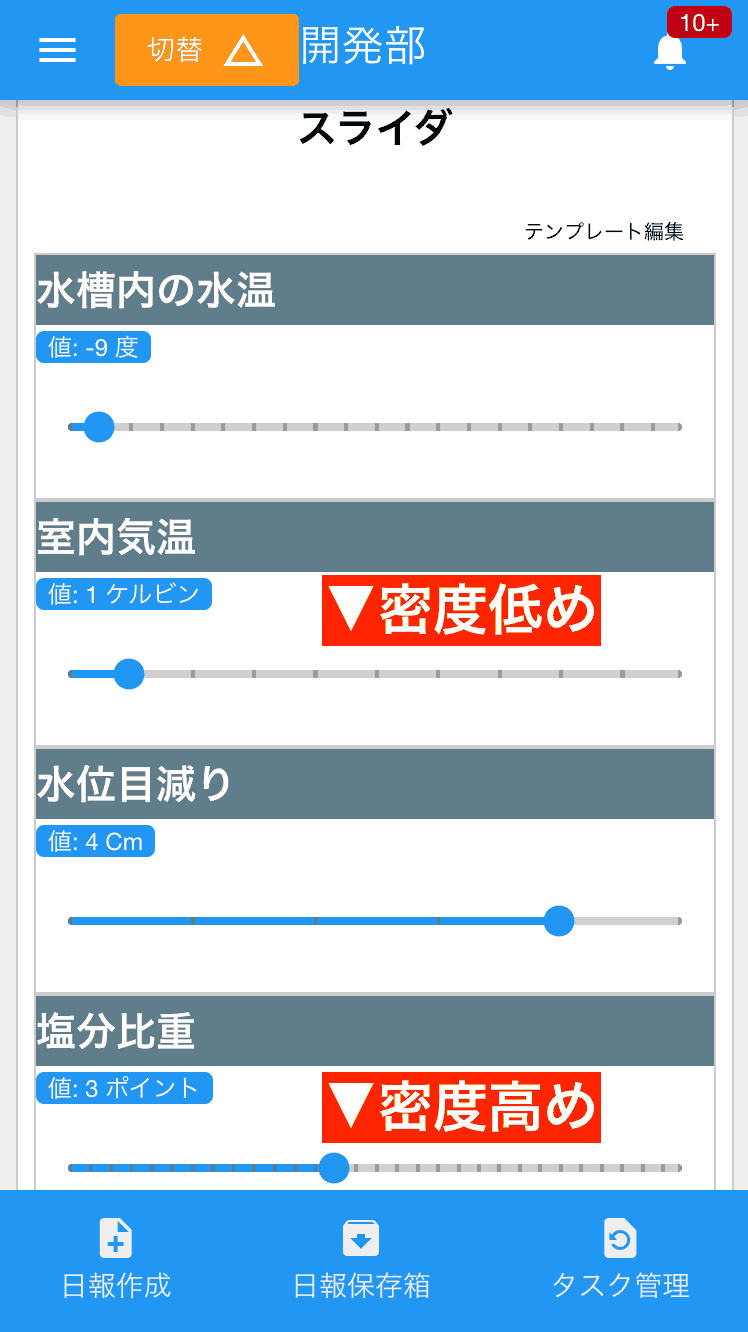 切替
開発部
10+
スライダ
テンプレート編集
水槽内の水温
値: -9 度
室内気温
値: 1 ケルビン
▼密度低め
水位目減り
値: 4 Cm
塩分比重
値: 3 ポイント
▼密度高め
日報作成
日報保存箱
タスク管理